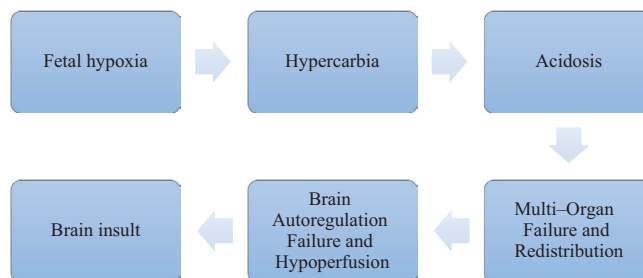 Fetal hypoxia
Hypercarbia
Acidosis
Multi–Organ
Failure and
Redistribution
Brain
Autoregulation
Failure and
Hypoperfusion
Brain insult